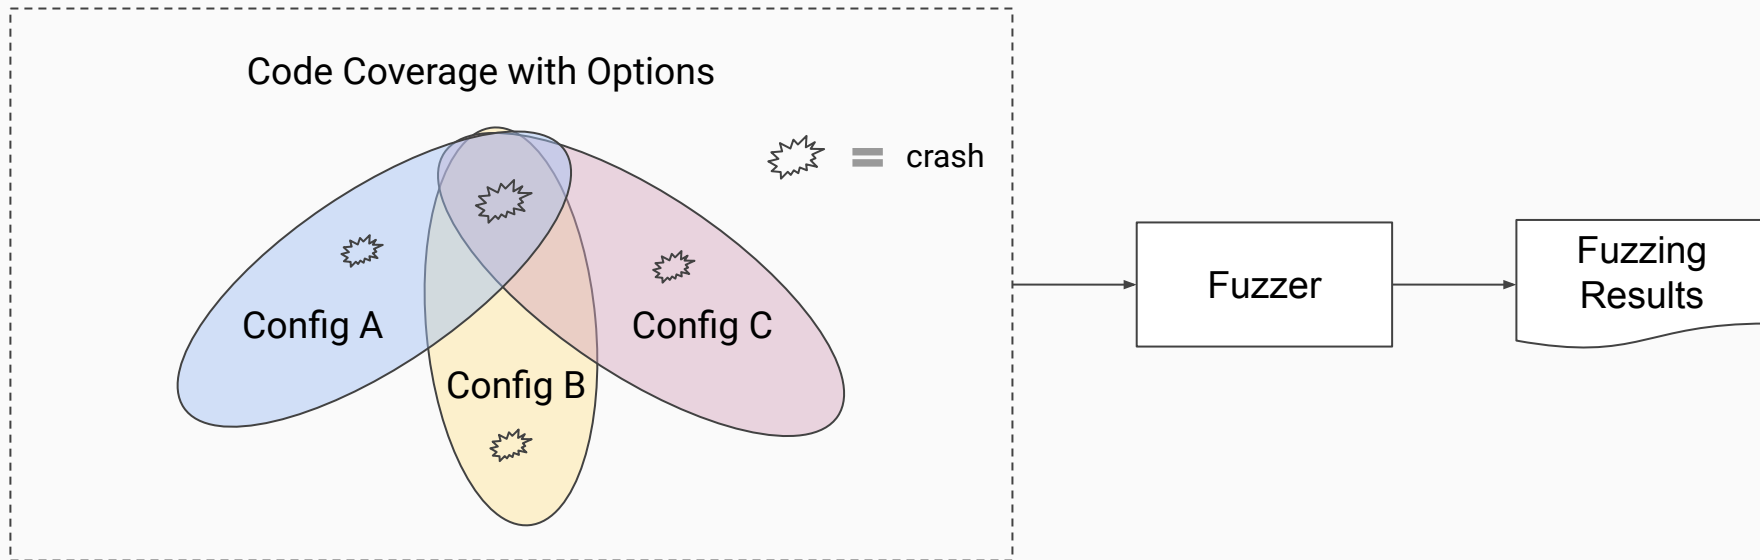 Code Coverage with Options
crash
Config A
Config B
Config C
Fuzzer
Fuzzing
Results